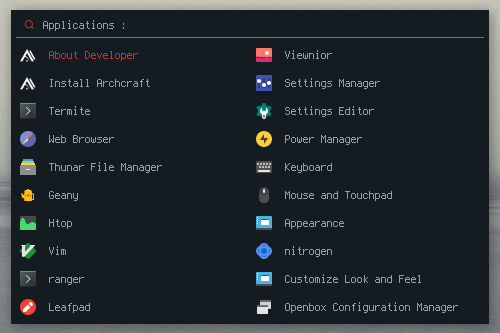 Applications :
About Developer
Install Archcraft
Termite
Web Browser
Thunar File Manager
Geany
Htop
Vim
ranger
Leafpad
Viewnior
Settings Manager
Settings Editor
Power Manager
Keyboard
Mouse and Touchpad
Appearance
nitrogen
Customize Look and Feel
Openbox Configuration Manager